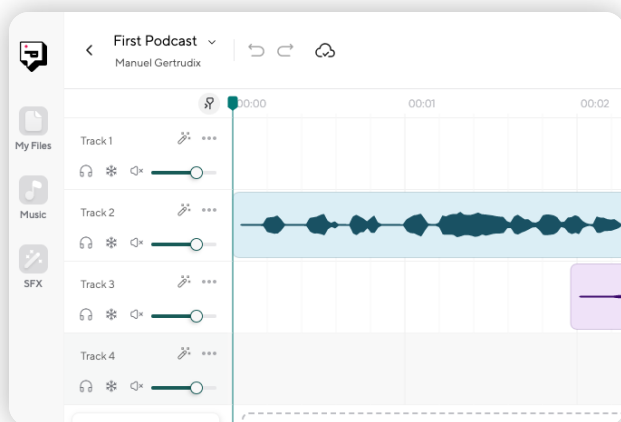 First Podcast
Manuel Gertrudix
00:00 00:01 00:02
My Files
Music
SFX
Track 1
Track 2
Track 3
Track 4